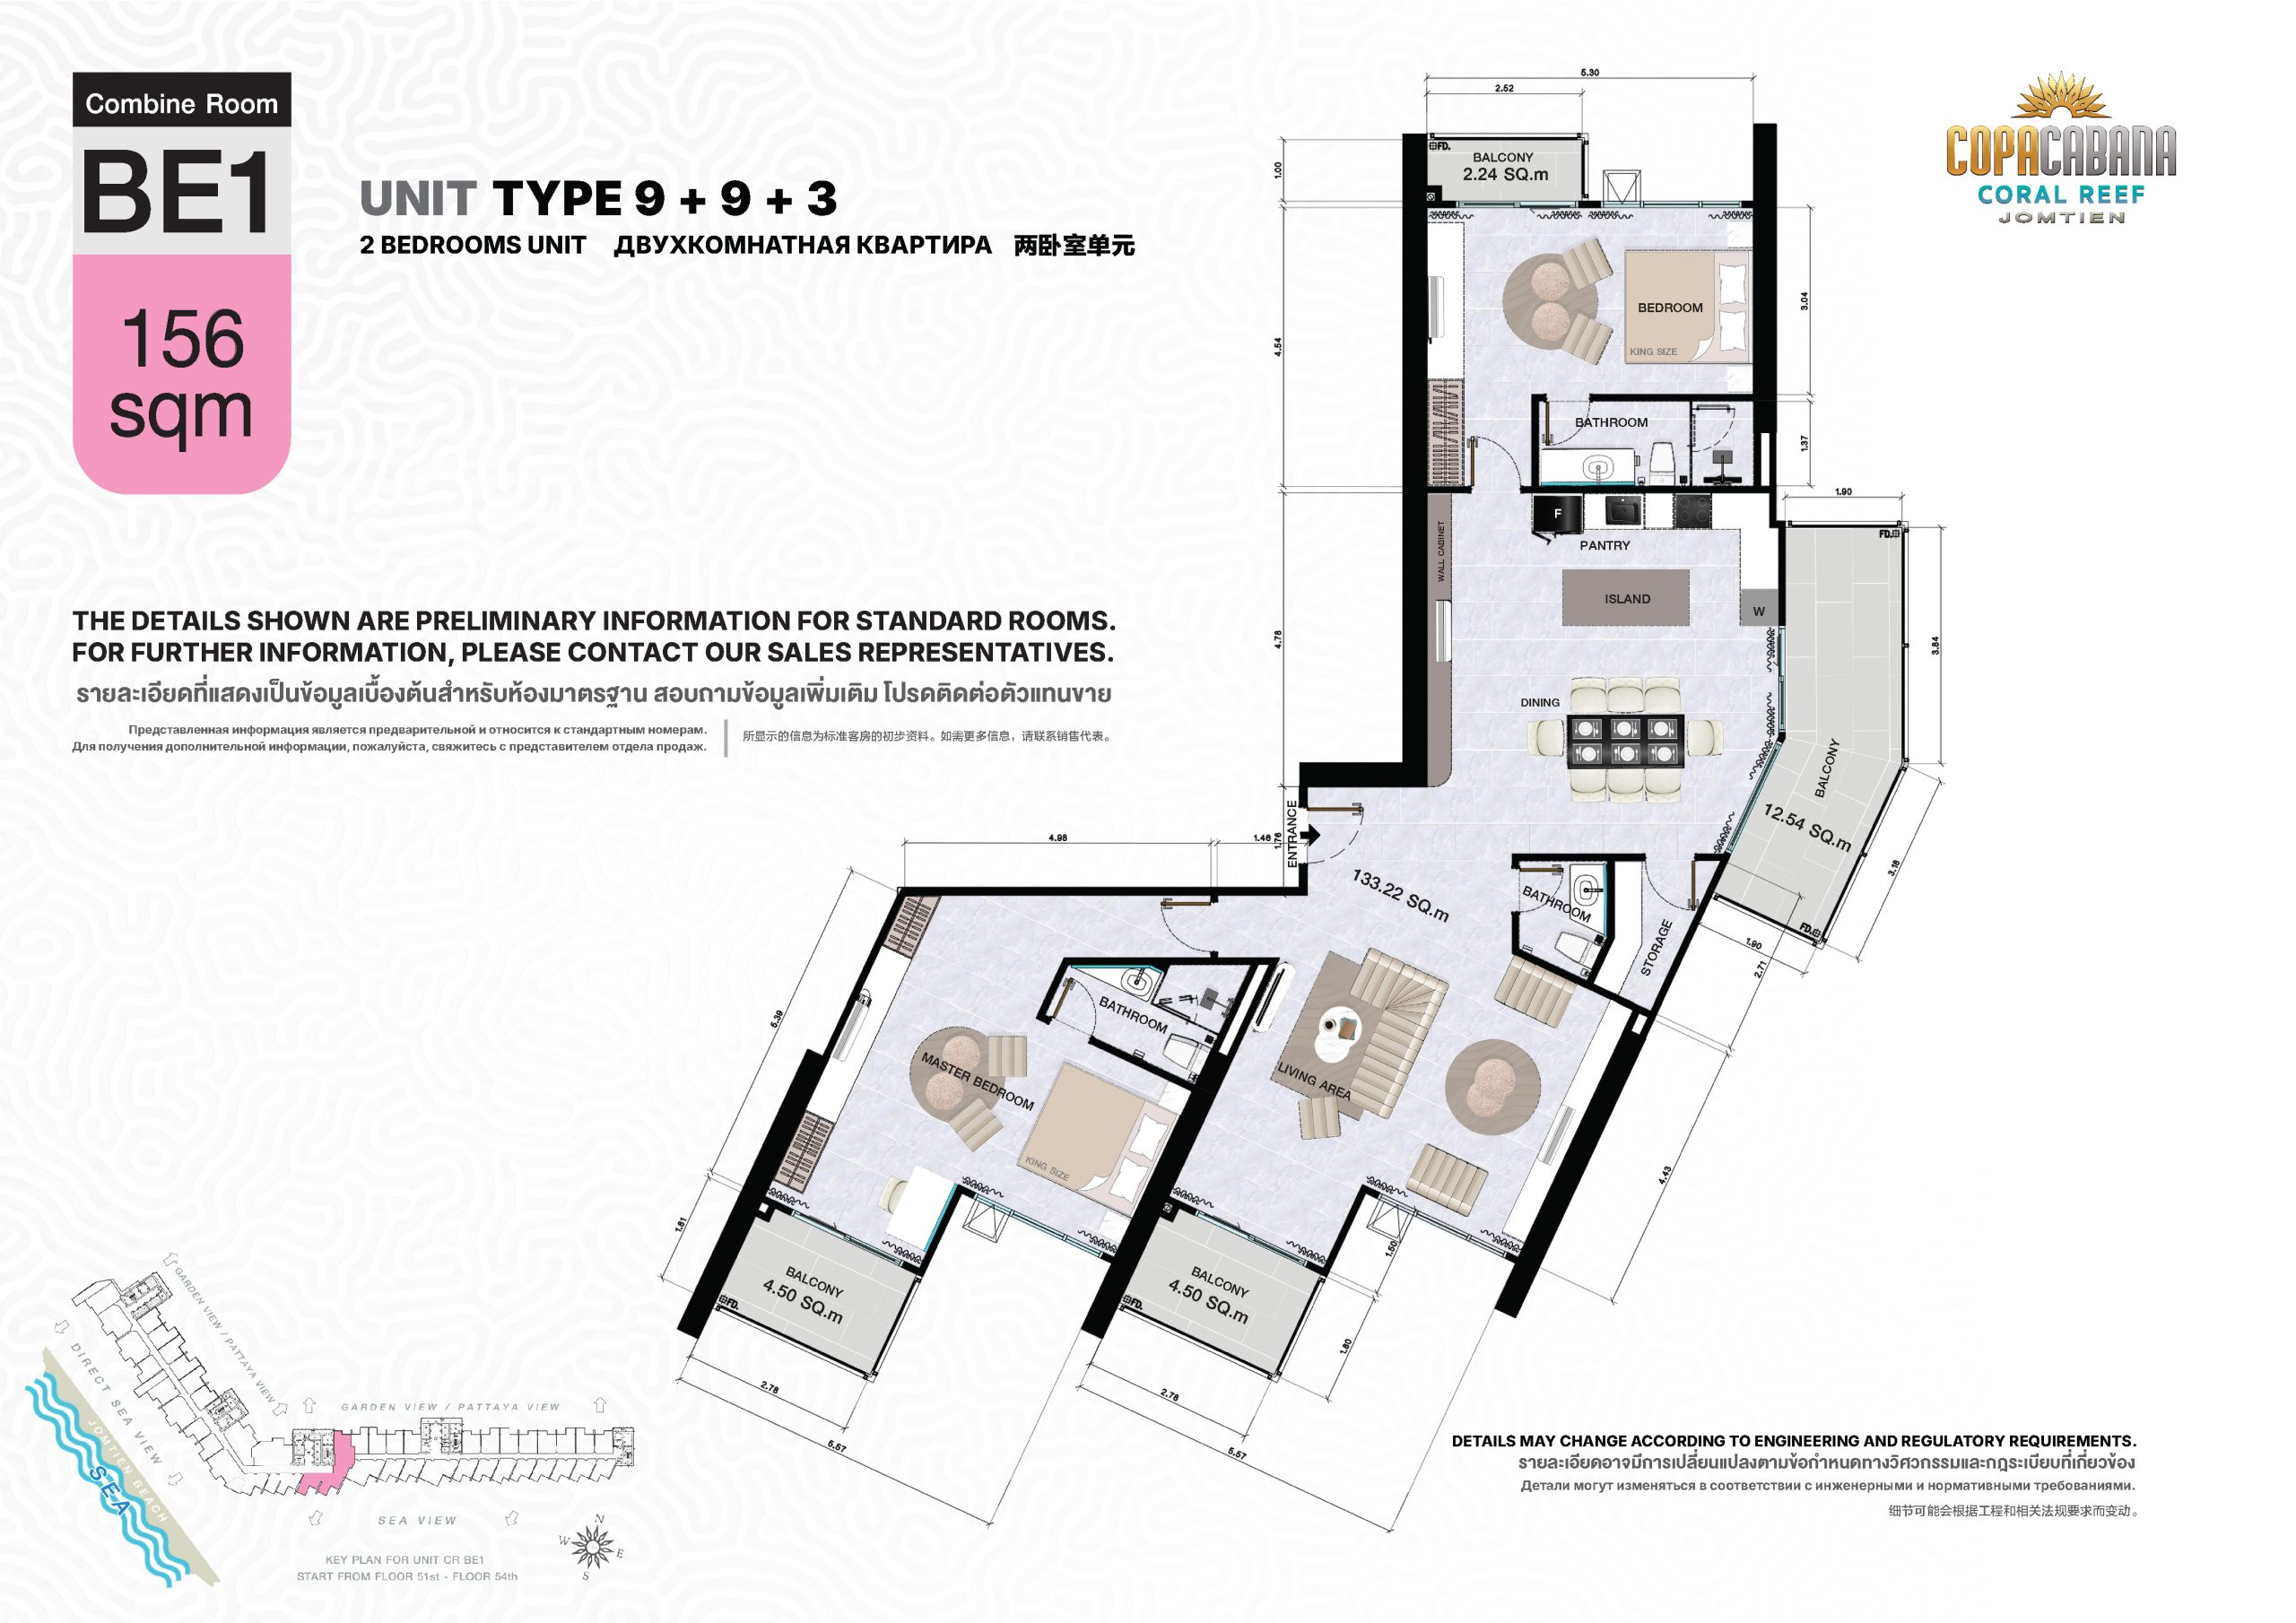 Combine Room
BE1
156
sqm
UNIT TYPE 9 + 9 + 3
2 BEDROOMS UNIT ДВУХКОМНАТНАЯ КВАРТИРА 两卧室单元
COPACABANA
CORAL REEF
JOMTIEN
THE DETAILS SHOWN ARE PRELIMINARY INFORMATION FOR STANDARD ROOMS.
FOR FURTHER INFORMATION, PLEASE CONTACT OUR SALES REPRESENTATIVES.
รายละเอียดที่แสดงเป็นข้อมูลเบื้องต้นสำหรับห้องมาตรฐาน สอบถามข้อมูลเพิ่มเติม โปรดติดต่อตัวแทนขาย
Представленная информация является предварительной и относится к стандартным номерам.
Для получения дополнительной информации, пожалуйста, свяжитесь с представителем отдела продаж.
所显示的信息为标准客房的初步资料。如需更多信息，请联系销售代表。
5.30
2.52
1.00
FD.
BALCONY
2.24 SQ.m
4.54
3.04
BEDROOM
KING SIZE
BATHROOM
1.37
1.90
F
PANTRY
WALL CABINET
ISLAND
W
FD.
4.78
3.84
DINING
BALCONY
12.54 SQ.m
3.18
FD.
1.90
2.71
ENTRANCE
1.76
4.98
1.46
133.22 SQ.m
BATHROOM
STORAGE
5.39
BATHROOM
MASTER BEDROOM
KING SIZE
LIVING AREA
4.43
1.81
BALCONY
4.50 SQ.m
FD.
BALCONY
4.50 SQ.m
FD.
1.50
1.80
2.78
5.57
2.78
5.57
GARDEN VIEW / PATTAYA VIEW
DIRECT SEA VIEW
JOMTIEN BEACH
SEA
GARDEN VIEW / PATTAYA VIEW
SEA VIEW
N
W
E
S
KEY PLAN FOR UNIT CR BE1
START FROM FLOOR 51st - FLOOR 54th
DETAILS MAY CHANGE ACCORDING TO ENGINEERING AND REGULATORY REQUIREMENTS.
รายละเอียดอาจมีการเปลี่ยนแปลงตามข้อกำหนดทางวิศวกรรมและกฎระเบียบที่เกี่ยวข้อง
Детали могут изменяться в соответствии с инженерными и нормативными требованиями.
细节可能会根据工程和相关法规要求而变动。